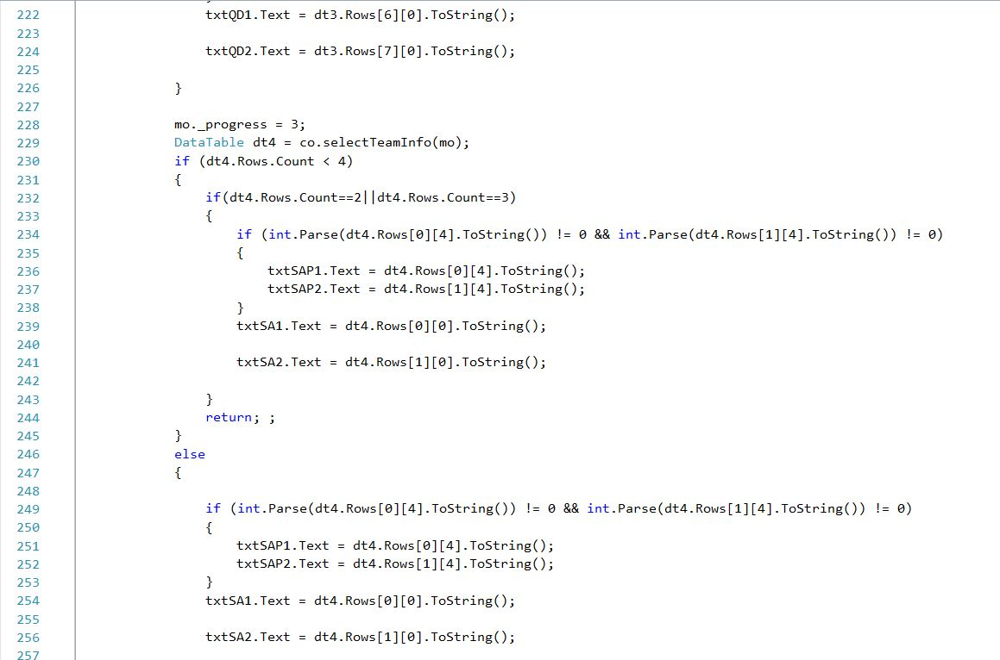 222 txtQD1.Text = dt3.Rows[6][0].ToString();
223
224 txtQD2.Text = dt3.Rows[7][0].ToString();
225
226 }
227
228 mo._progress = 3;
229 DataTable dt4 = co.selectTeamInfo(mo);
230 if (dt4.Rows.Count < 4)
231 {
232 if(dt4.Rows.Count==2||dt4.Rows.Count==3)
233 {
234 if (int.Parse(dt4.Rows[0][4].ToString()) != 0 && int.Parse(dt4.Rows[1][4].ToString()) != 0)
235 {
236 txtSAP1.Text = dt4.Rows[0][4].ToString();
237 txtSAP2.Text = dt4.Rows[1][4].ToString();
238 }
239 txtSA1.Text = dt4.Rows[0][0].ToString();
240
241 txtSA2.Text = dt4.Rows[1][0].ToString();
242
243 }
244 return; ;
245 }
246 else
247 {
248
249 if (int.Parse(dt4.Rows[0][4].ToString()) != 0 && int.Parse(dt4.Rows[1][4].ToString()) != 0)
250 {
251 txtSAP1.Text = dt4.Rows[0][4].ToString();
252 txtSAP2.Text = dt4.Rows[1][4].ToString();
253 }
254 txtSA1.Text = dt4.Rows[0][0].ToString();
255
256 txtSA2.Text = dt4.Rows[1][0].ToString();
257